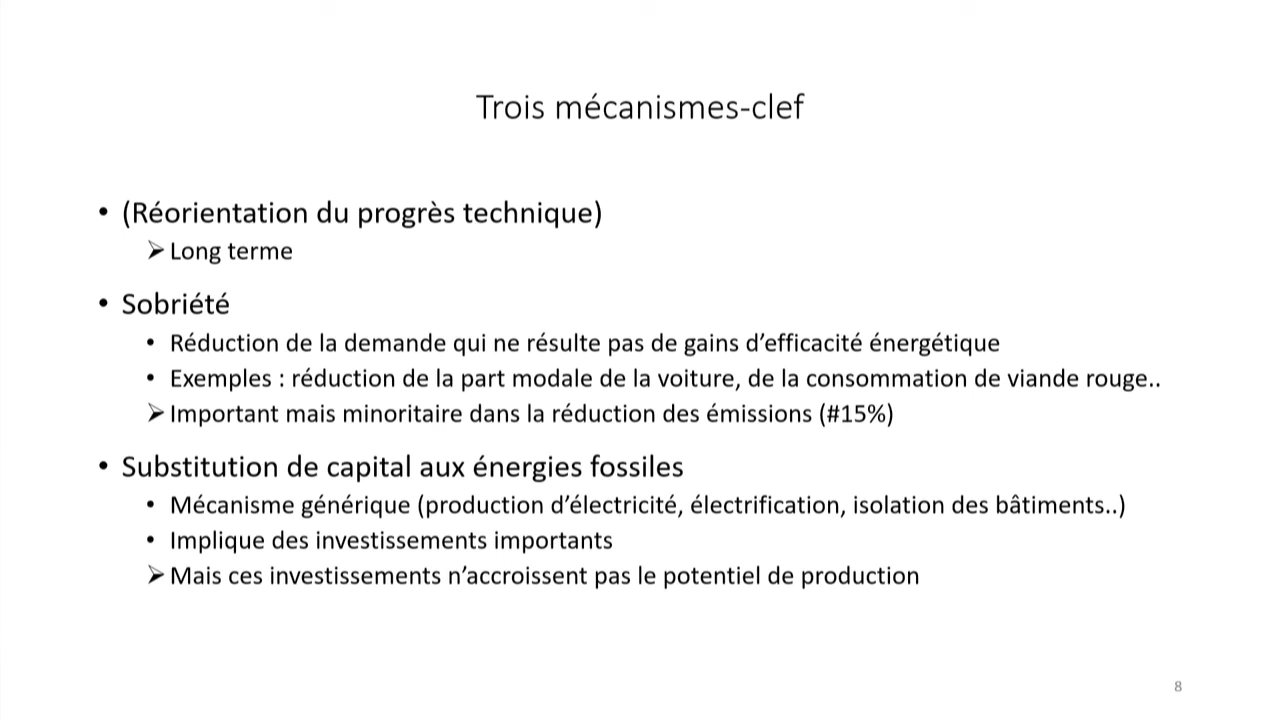 Trois mécanismes-clef
• (Réorientation du progrès technique)
➢ Long terme
• Sobriété
• Réduction de la demande qui ne résulte pas de gains d’efficacité énergétique
• Exemples : réduction de la part modale de la voiture, de la consommation de viande rouge..
➢ Important mais minoritaire dans la réduction des émissions (#15%)
• Substitution de capital aux énergies fossiles
• Mécanisme générique (production d’électricité, électrification, isolation des bâtiments..)
• Implique des investissements importants
➢ Mais ces investissements n’accroissent pas le potentiel de production
8